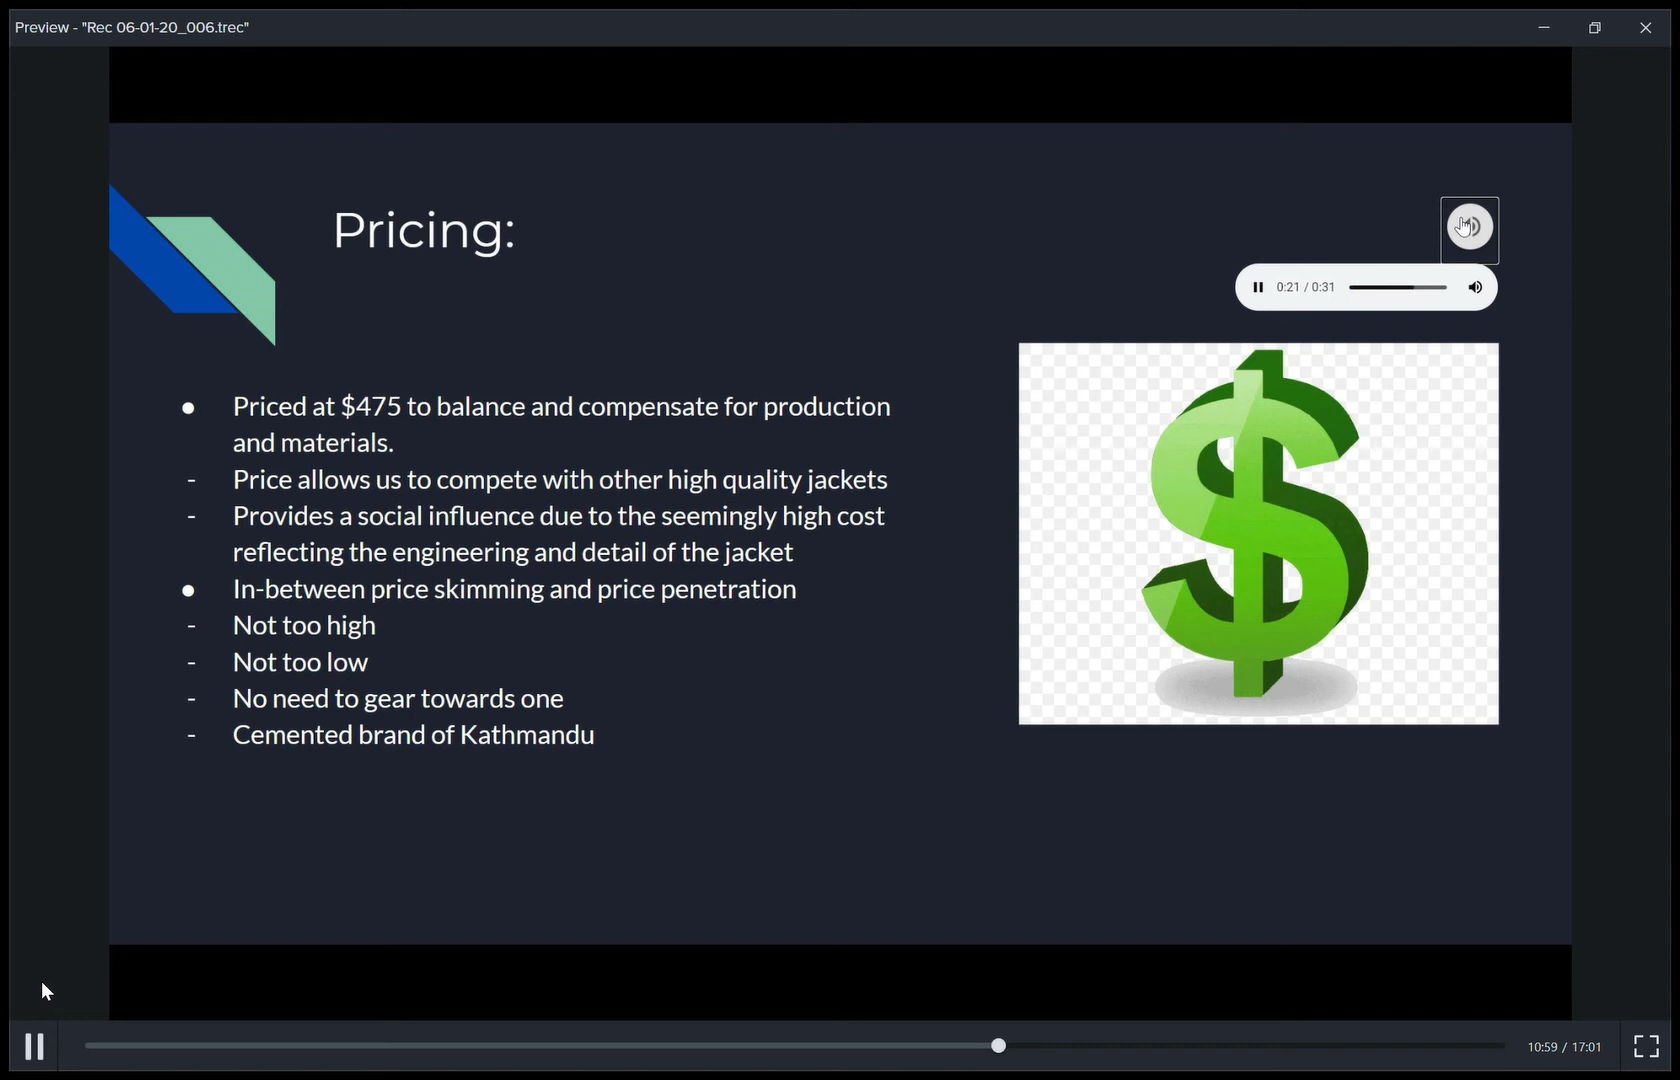 Preview - "Rec 06-01-20_006.trec"
Pricing:
0:21 / 0:31
● Priced at $475 to balance and compensate for production
and materials.
- Price allows us to compete with other high quality jackets
- Provides a social influence due to the seemingly high cost
reflecting the engineering and detail of the jacket
● In-between price skimming and price penetration
- Not too high
- Not too low
- No need to gear towards one
- Cemented brand of Kathmandu
$
10:59 / 17:01